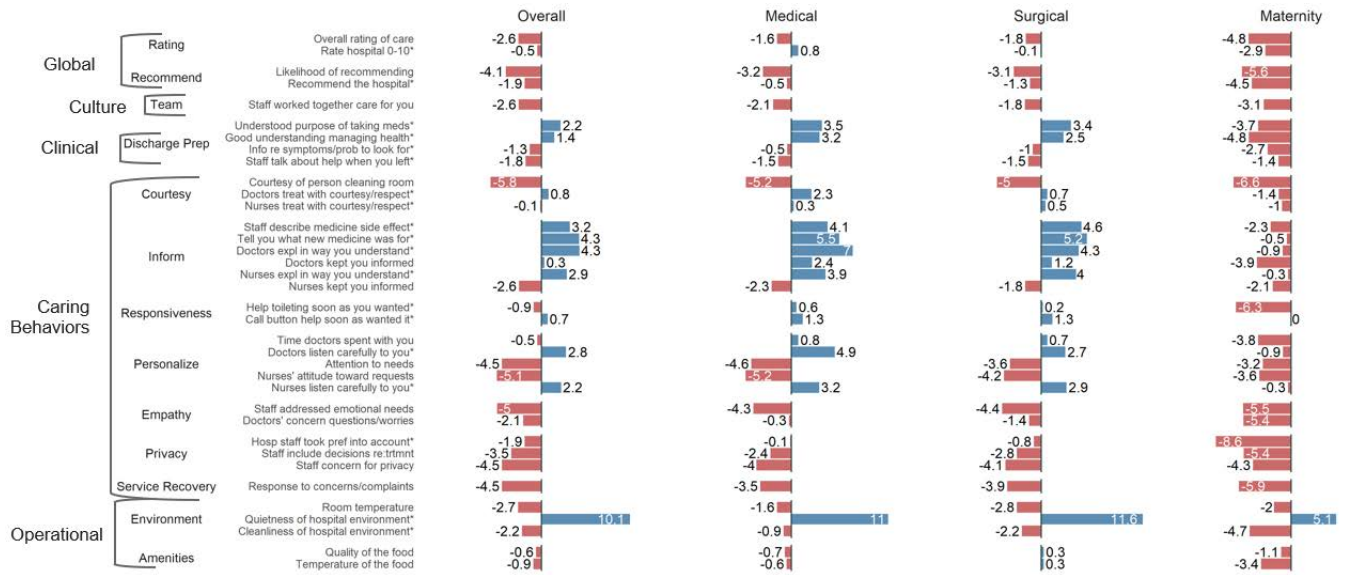 Overall Medical Surgical Maternity
Global
Rating
Overall rating of care -2.6 -1.6 -1.8 -4.8
Rate hospital 0-10* -0.5 0.8 -0.1 -2.9
Recommend
Likelihood of recommending -4.1 -3.2 -3.1 -5.6
Recommend the hospital* -1.9 -0.5 -1.3 -4.5
Culture
Team
Staff worked together care for you -2.6 -2.1 -1.8 -3.1
Clinical
Discharge Prep
Understood purpose of taking meds* 2.2 3.5 3.4 -3.7
Good understanding managing health* 1.4 3.2 2.5 -4.8
Info re symptoms/prob to look for* -1.3 -0.5 -1 -2.7
Staff talk about help when you left* -1.8 -1.5 -1.5 -1.4
Caring
Behaviors
Courtesy
Courtesy of person cleaning room -5.8 -5.2 -5 -6.6
Doctors treat with courtesy/respect* 0.8 2.3 0.7 -1.4
Nurses treat with courtesy/respect* -0.1 0.3 0.5 -1
Inform
Staff describe medicine side effect* 3.2 4.1 4.6 -2.3
Tell you what new medicine was for* 4.3 5.5 5.2 -0.5
Doctors expl in way you understand* 4.3 7 4.3 -0.9
Doctors kept you informed 0.3 2.4 1.2 -3.9
Nurses expl in way you understand* 2.9 3.9 4 -0.3
Nurses kept you informed -2.6 -2.3 -1.8 -2.1
Responsiveness
Help toileting soon as you wanted* -0.9 0.6 0.2 -6.3
Call button help soon as wanted it* 0.7 1.3 1.3 0
Personalize
Time doctors spent with you -0.5 0.8 0.7 -3.8
Doctors listen carefully to you* 2.8 4.9 2.7 -0.9
Attention to needs -4.5 -4.6 -3.6 -3.2
Nurses' attitude toward requests -5.1 -5.2 -4.2 -3.6
Nurses listen carefully to you* 2.2 3.2 2.9 -0.3
Empathy
Staff addressed emotional needs -5 -4.3 -4.4 -5.5
Doctors' concern questions/worries -2.1 -0.3 -1.4 -5.4
Privacy
Hosp staff took pref into account* -1.9 -0.1 -0.8 -8.6
Staff include decisions re:trtmnt -3.5 -2.4 -2.8 -5.4
Staff concern for privacy -4.5 -4 -4.1 -4.3
Service Recovery
Response to concerns/complaints -4.5 -3.5 -3.9 -5.9
Operational
Environment
Room temperature -2.7 -1.6 -2.8 -2
Quietness of hospital environment* 10.1 11 11.6 5.1
Cleanliness of hospital environment* -2.2 -0.9 -2.2 -4.7
Amenities
Quality of the food -0.6 -0.7 0.3 -1.1
Temperature of the food -0.9 -0.6 0.3 -3.4